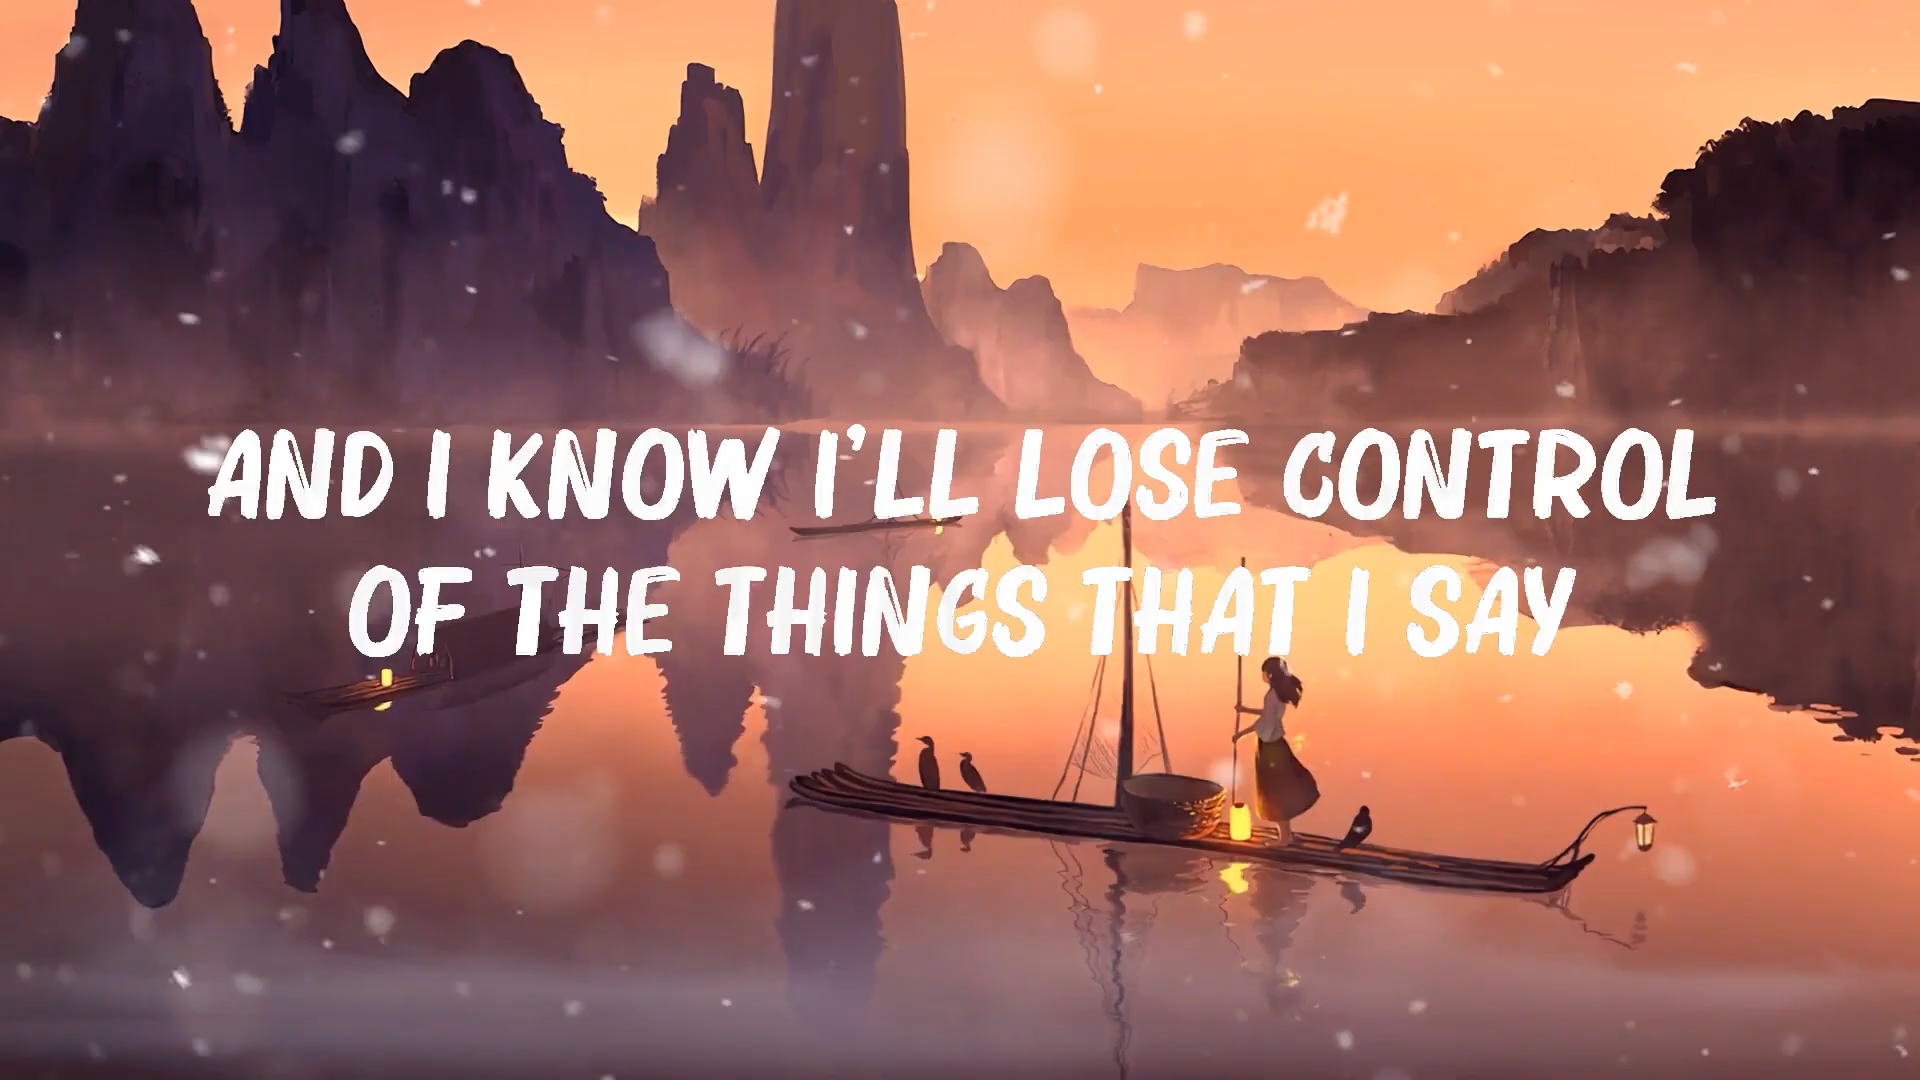 AND I KNOW I'LL LOSE CONTROL
OF THE THINGS THAT I SAY